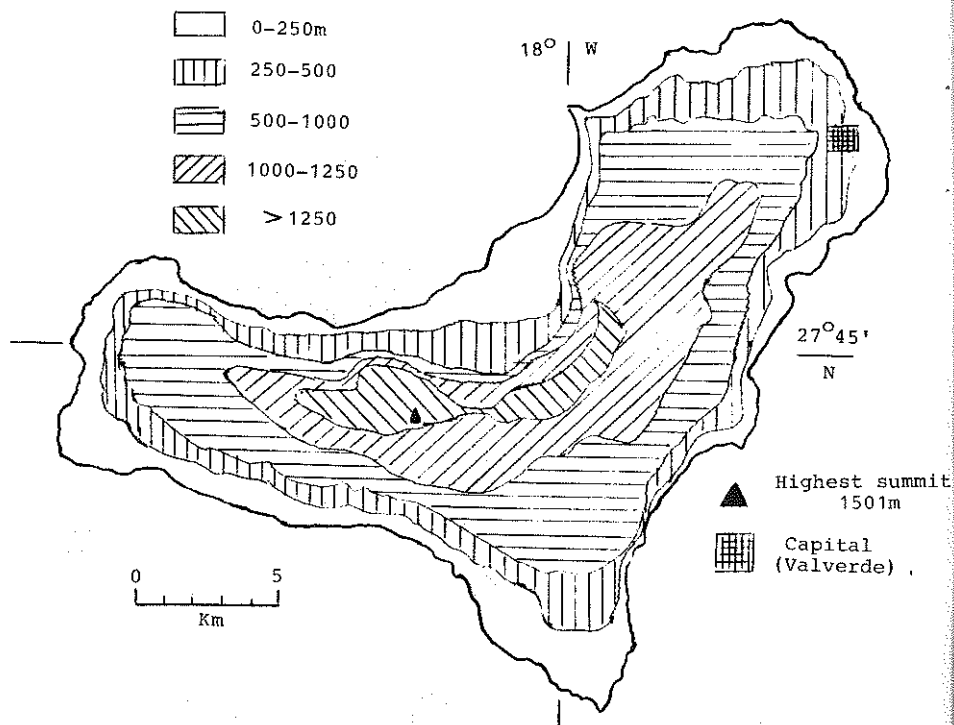 0-250m
250-500
500-1000
1000-1250
>1250
18° W
27°45'
N
Highest summit
1501m
Capital
(Valverde)
0 5
Km